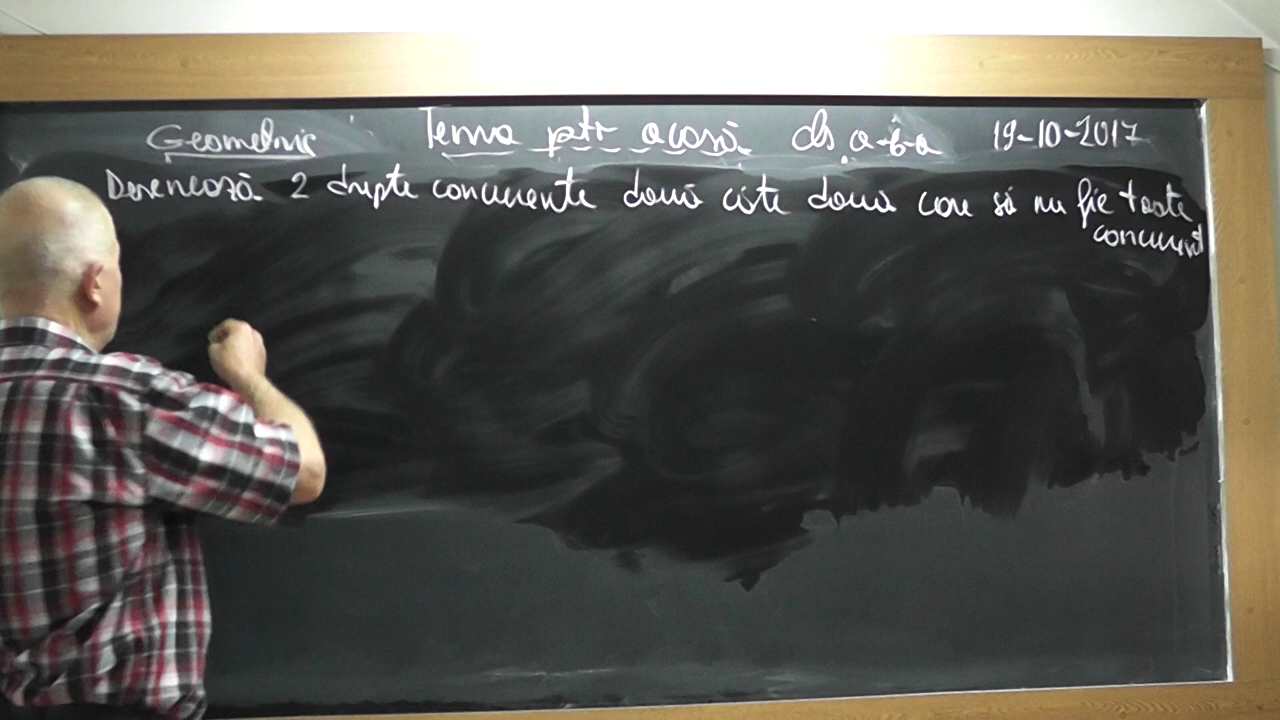 Geometrie Tema ptr acasă cls a-6-a 19-10-2017
Desenează 2 drepte concurente două câte două care să nu fie toate
concurente